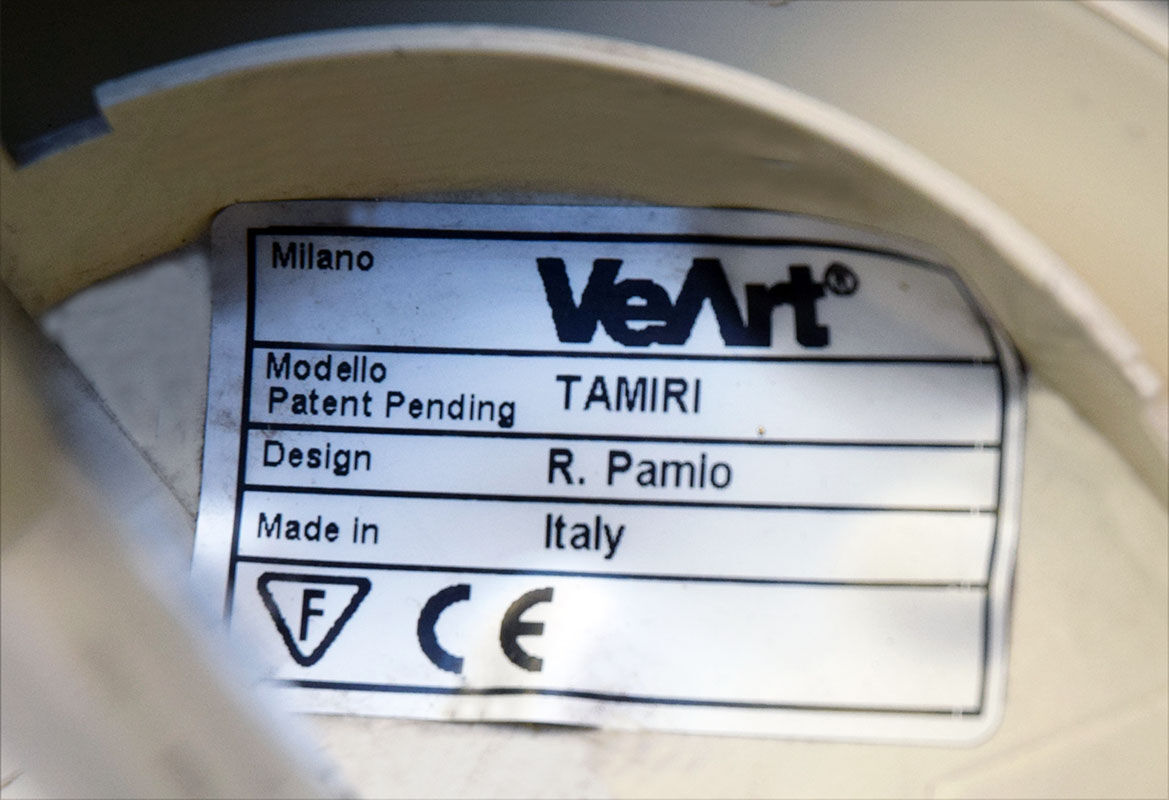 Milano VeArt®
Modello
Patent Pending TAMIRI
Design R. Pamio
Made in Italy
F CE